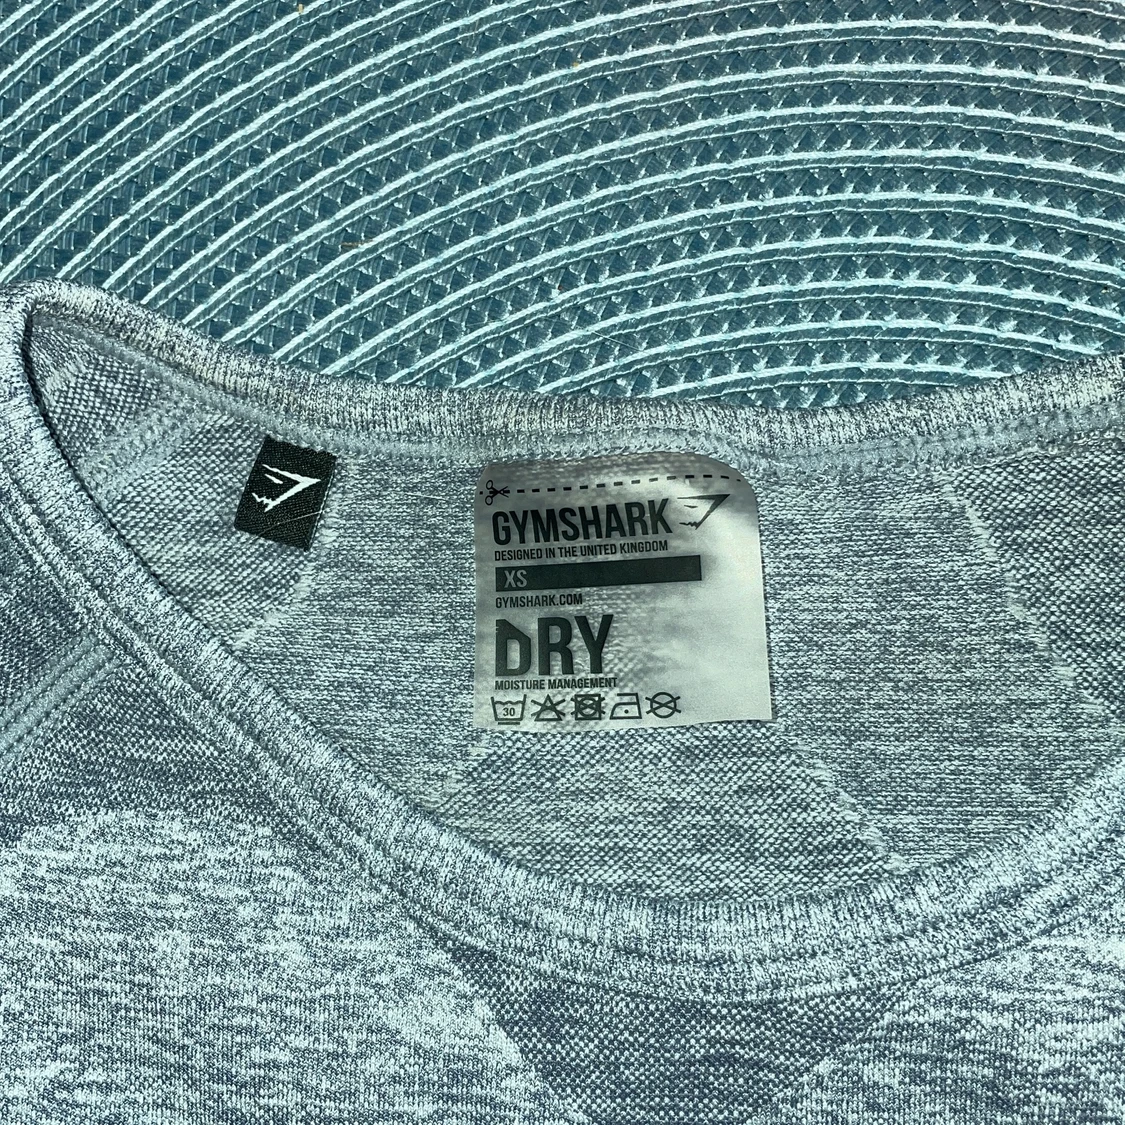 GYMSHARK
DESIGNED IN THE UNITED KINGDOM
XS
GYMSHARK.COM
DRY
MOISTURE MANAGEMENT
30